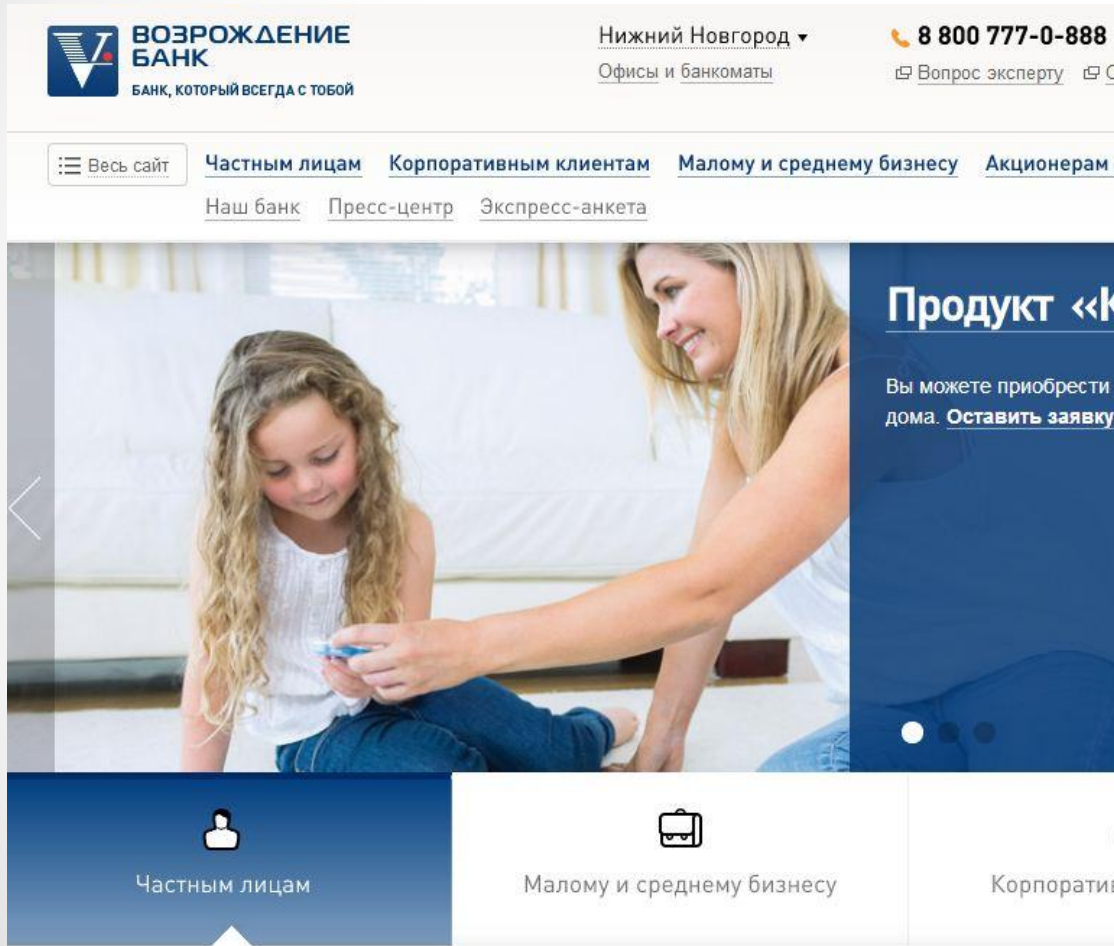 ВОЗРОЖДЕНИЕ
БАНК
БАНК, КОТОРЫЙ ВСЕГДА С ТОБОЙ
Нижний Новгород
8 800 777-0-888
Офисы и банкоматы
Вопрос эксперту
Весь сайт
Частным лицам Корпоративным клиентам Малому и среднему бизнесу Акционерам
Наш банк Пресс-центр Экспресс-анкета
Продукт «К
Вы можете приобрести
дома. Оставить заявку
Частным лицам
Малому и среднему бизнесу
Корпорати